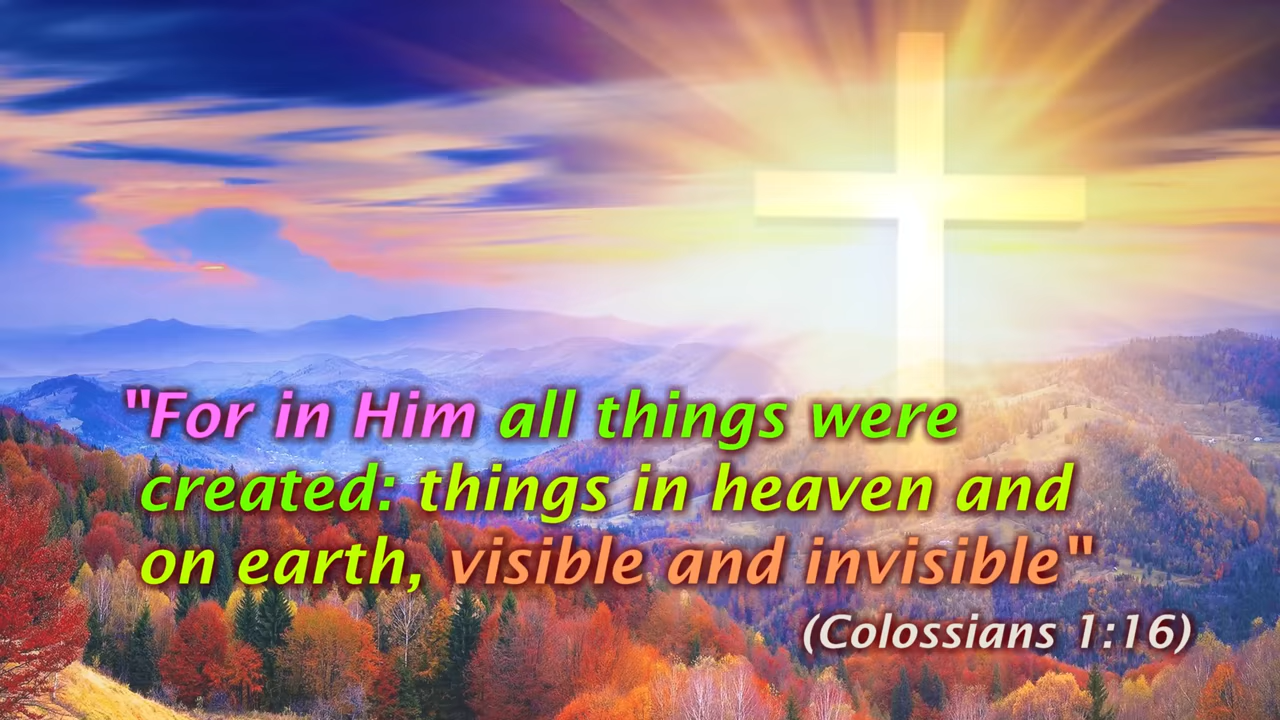 "For in Him all things were
created: things in heaven and
on earth, visible and invisible"
(Colossians 1:16)